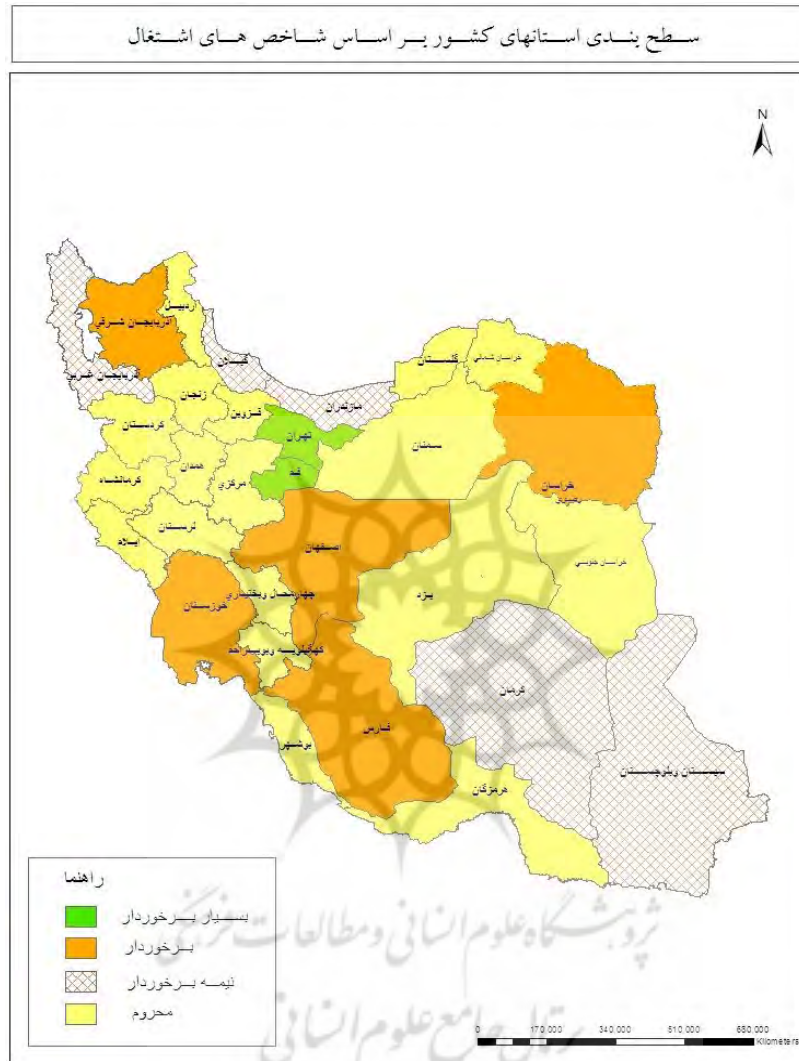 سطح بندی استانهای کشور بر اساس شاخص های اشتغال
N
اردبیل
آذربایجان شرقی
گیلان
آذربایجان غربی
گلستان
خراسان شمالی
زنجان
قزوین
مازندران
تهران
کردستان
سمنان
همدان
قم
کرمانشاه
مرکزی
خراسان
رضوی
لرستان
ایلام
اصفهان
خراسان جنوبی
چهارمحال وبختیاری
یزد
خوزستان
کهگیلویه وبویراحمد
کرمان
فارس
بوشهر
سیستان وبلوچستان
هرمزگان
راهنما
بسیار برخوردار
برخوردار
نیمه برخوردار
محروم
پژوهشگاه علوم انسانی و مطالعات فرهنگی
پرتال جامع علوم انسانی
0 170,000 340,000 510,000 680,000
Kilometers